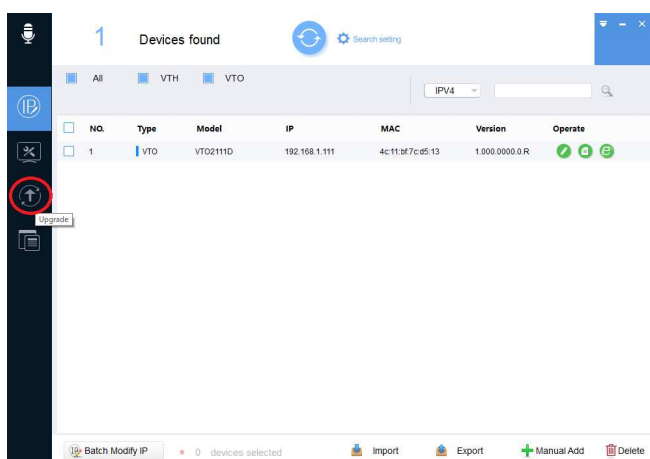 1 Devices found Search setting
All VTH VTO IPV4
NO. Type Model IP MAC Version Operate
1 VTO VTO2111D 192.168.1.111 4c:11:bf:7c:d5:13 1.000.0000.0.R
Upgrade
Batch Modify IP * 0 devices selected Import Export Manual Add Delete